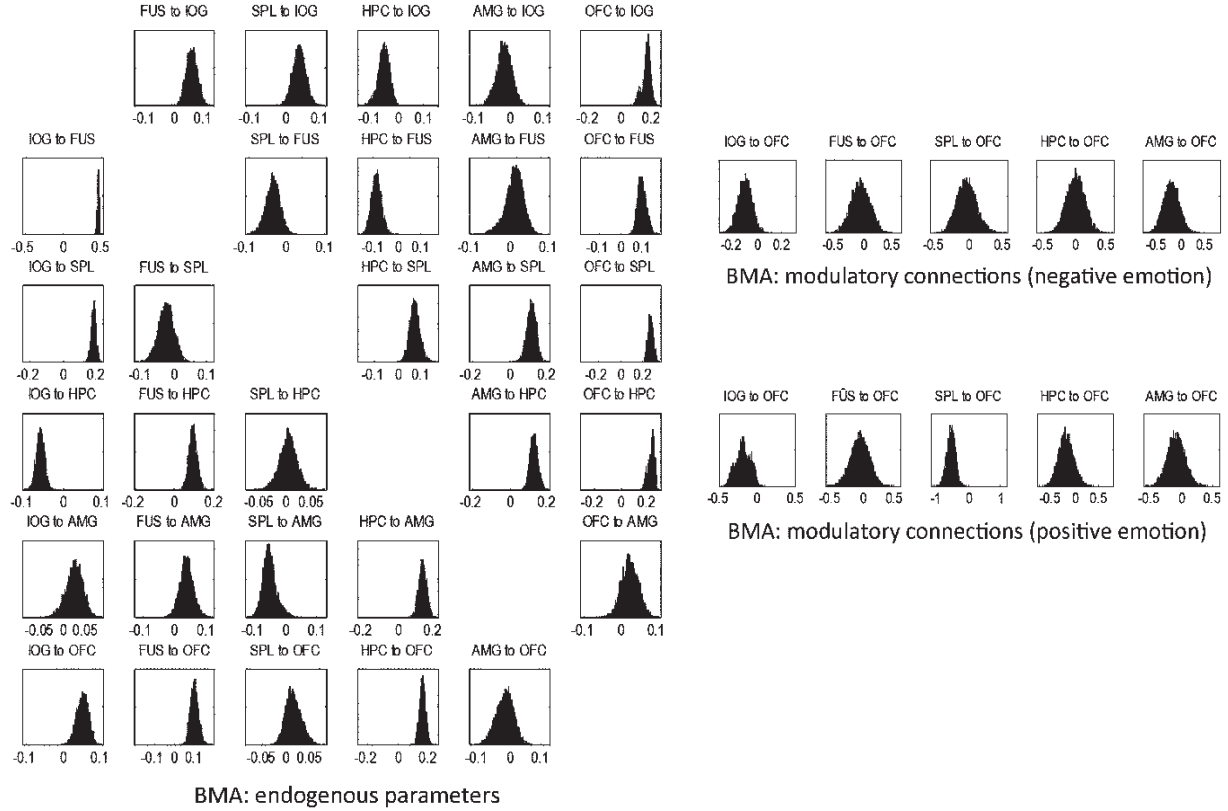 FUS to IOG SPL to IOG HPC to IOG AMG to IOG OFC to IOG
-0.1 0 0.1 -0.1 0 0.1 -0.1 0 0.1 -0.1 0 0.1 0 0.2
IOG to FUS SPL to FUS HPC to FUS AMG to FUS OFC to FUS
-0.5 0 0.5 -0.1 0 0.1 -0.1 0 0.1 -0.1 0 0.1 -0.1 0 0.1
IOG to SPL FUS to SPL HPC to SPL AMG to SPL OFC to SPL
-0.2 0 0.2 -0.1 0 0.1 -0.1 0 0.1 -0.2 0 0.2 -0.2 0 0.2
IOG to HPC FUS to HPC SPL to HPC AMG to HPC OFC to HPC
-0.1 0 0.1 -0.2 0 0.2 -0.05 0 0.05 -0.2 0 0.2 -0.2 0 0.2
IOG to AMG FUS to AMG SPL to AMG HPC to AMG OFC to AMG
-0.05 0 0.05 -0.1 0 0.1 -0.1 0 0.1 -0.2 0 0.2 -0.1 0 0.1
IOG to OFC FUS to OFC SPL to OFC HPC to OFC AMG to OFC
-0.1 0 0.1 -0.1 0 0.1 -0.05 0 0.05 -0.2 0 0.2 -0.1 0 0.1
BMA: endogenous parameters
IOG to OFC FUS to OFC SPL to OFC HPC to OFC AMG to OFC
-0.2 0 0.2 -0.5 0 0.5 -0.5 0 0.5 -0.5 0 0.5 -0.5 0 0.5
BMA: modulatory connections (negative emotion)
IOG to OFC FÛS to OFC SPL to OFC HPC to OFC AMG to OFC
-0.5 0 0.5 -0.5 0 0.5 -1 0 1 -0.5 0 0.5 -0.5 0 0.5
BMA: modulatory connections (positive emotion)